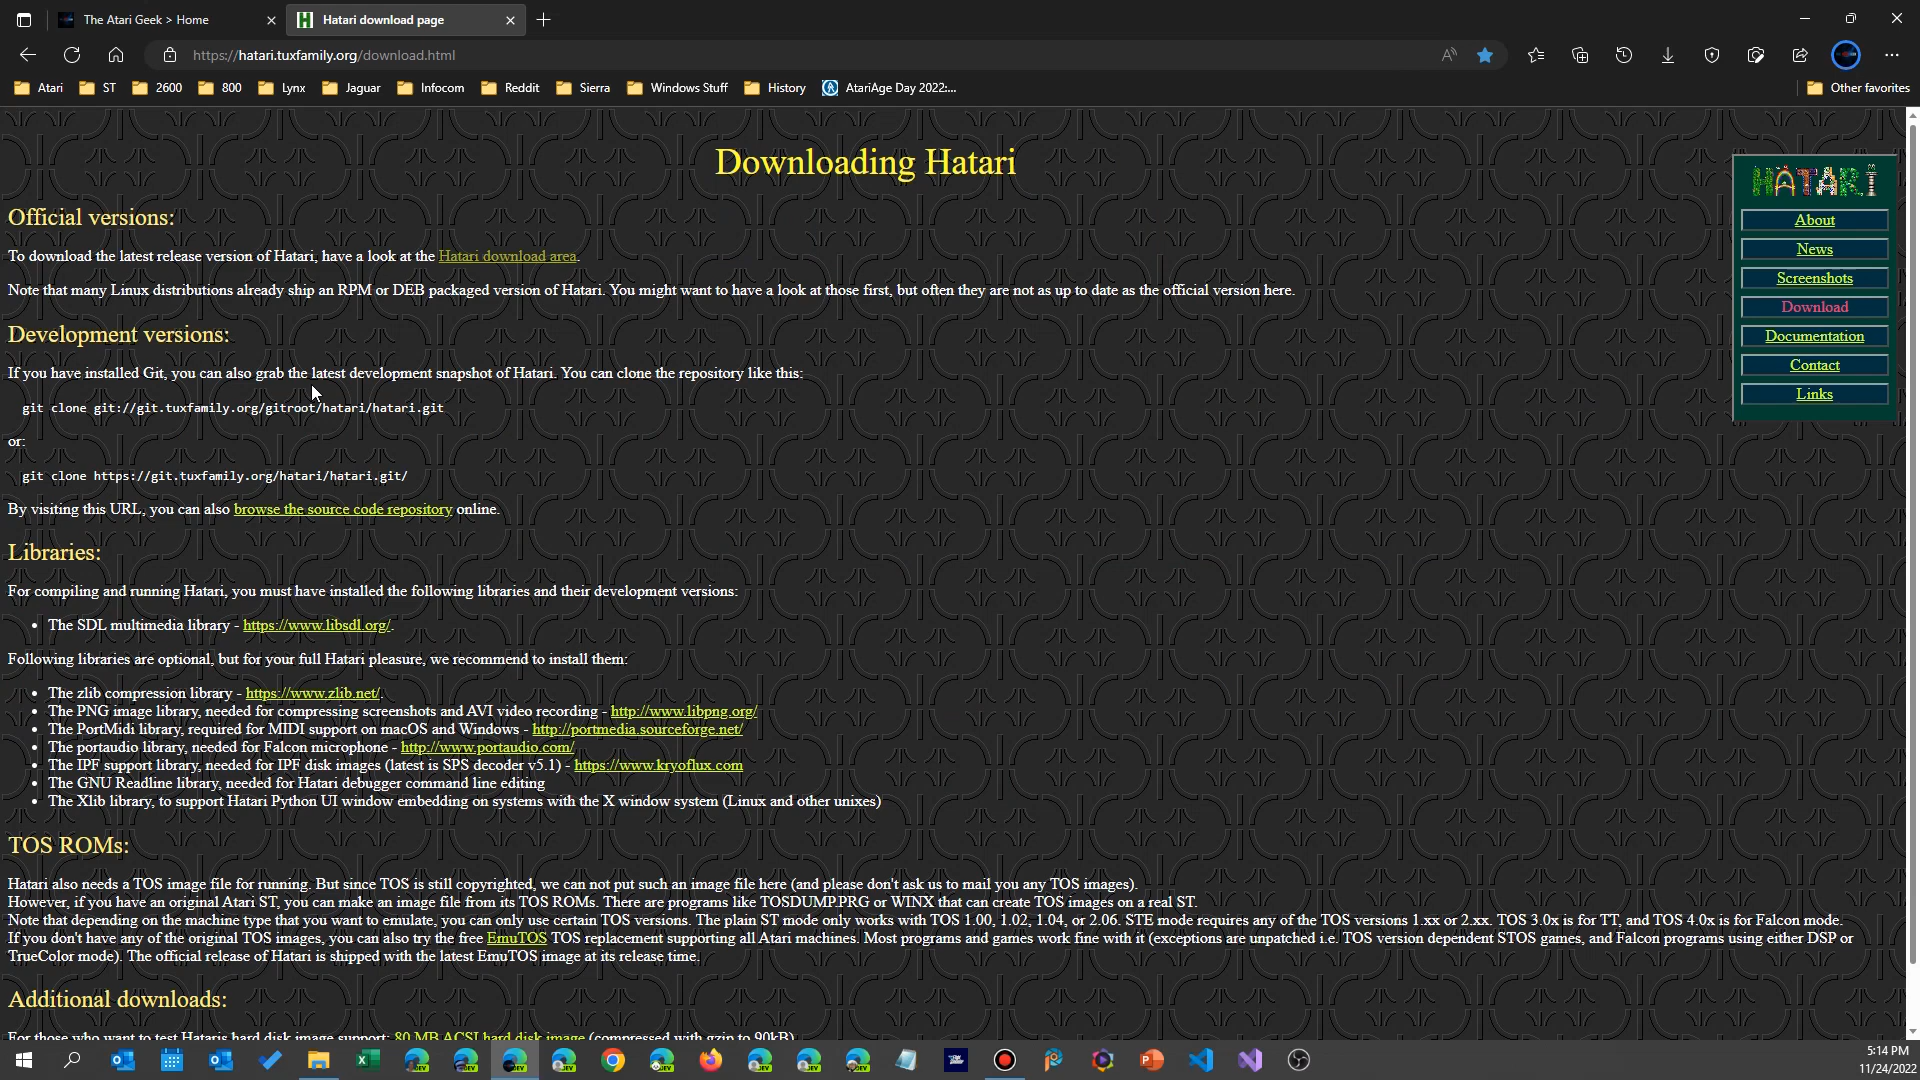 The Atari Geek > Home
Hatari download page
https://hatari.tuxfamily.org/download.html
Atari
ST
2600
800
Lynx
Jaguar
Infocom
Reddit
Sierra
Windows Stuff
History
AtariAge Day 2022:...
Other favorites
Downloading Hatari
HATARI
About
News
Screenshots
Download
Documentation
Contact
Links
Official versions:
To download the latest release version of Hatari, have a look at the Hatari download area.
Note that many Linux distributions already ship an RPM or DEB packaged version of Hatari. You might want to have a look at those first, but often they are not as up to date as the official version here.
Development versions:
If you have installed Git, you can also grab the latest development snapshot of Hatari. You can clone the repository like this:
git clone git://git.tuxfamily.org/gitroot/hatari/hatari.git
or:
git clone https://git.tuxfamily.org/hatari/hatari.git/
By visiting this URL, you can also browse the source code repository online.
Libraries:
For compiling and running Hatari, you must have installed the following libraries and their development versions:
• The SDL multimedia library - https://www.libsdl.org/.
Following libraries are optional, but for your full Hatari pleasure, we recommend to install them:
• The zlib compression library - https://www.zlib.net/.
• The PNG image library, needed for compressing screenshots and AVI video recording - http://www.libpng.org/
• The PortMidi library, required for MIDI support on macOS and Windows - http://portmedia.sourceforge.net/
• The portaudio library, needed for Falcon microphone - http://www.portaudio.com/
• The IPF support library, needed for IPF disk images (latest is SPS decoder v5.1) - https://www.kryoflux.com
• The GNU Readline library, needed for Hatari debugger command line editing
• The Xlib library, to support Hatari Python UI window embedding on systems with the X window system (Linux and other unixes)
TOS ROMs:
Hatari also needs a TOS image file for running. But since TOS is still copyrighted, we can not put such an image file here (and please don't ask us to mail you any TOS images).
However, if you have an original Atari ST, you can make an image file from its TOS ROMs. There are programs like TOSDUMP.PRG or WINX that can create TOS images on a real ST.
Note that depending on the machine type that you want to emulate, you can only use certain TOS versions. The plain ST mode only works with TOS 1.00, 1.02, 1.04, or 2.06. STE mode requires any of the TOS versions 1.xx or 2.xx. TOS 3.0x is for TT, and TOS 4.0x is for Falcon mode.
If you don't have any of the original TOS images, you can also try the free EmuTOS TOS replacement supporting all Atari machines. Most programs and games work fine with it (exceptions are unpatched i.e. TOS version dependent STOS games, and Falcon programs using either DSP or
TrueColor mode). The official release of Hatari is shipped with the latest EmuTOS image at its release time.
Additional downloads:
For those who want to test Hataris hard disk image support: 80 MB ACSI hard disk image (compressed with gzip to 90kB)
5:14 PM
11/24/2022